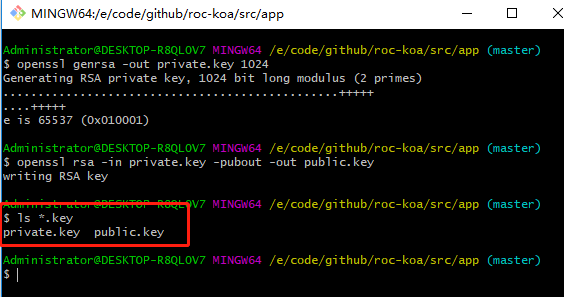 MINGW64:/e/code/github/roc-koa/src/app
Administrator@DESKTOP-R8QLOV7 MINGW64 /e/code/github/roc-koa/src/app (master)
$ openssl genrsa -out private.key 1024
Generating RSA private key, 1024 bit long modulus (2 primes)
................................................+++++
....+++++
e is 65537 (0x010001)
Administrator@DESKTOP-R8QLOV7 MINGW64 /e/code/github/roc-koa/src/app (master)
$ openssl rsa -in private.key -pubout -out public.key
writing RSA key
Administrator@DESKTOP-R8QLOV7 MINGW64 /e/code/github/roc-koa/src/app (master)
$ ls *.key
private.key  public.key
Administrator@DESKTOP-R8QLOV7 MINGW64 /e/code/github/roc-koa/src/app (master)
$